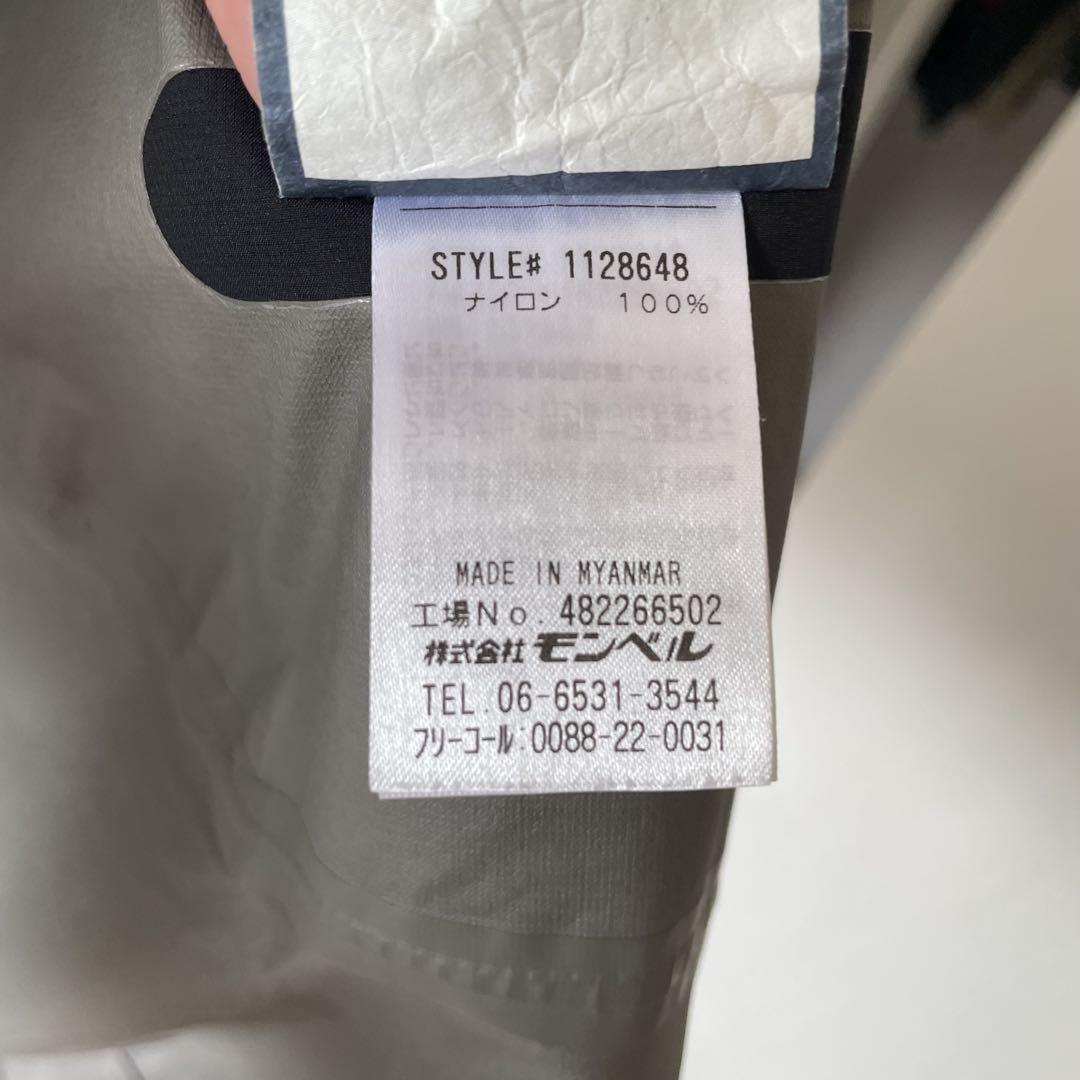 STYLE# 1128648
ナイロン 100%
MADE IN MYANMAR
工場No. 482266502
株式会社 モンベル
TEL.06-6531-3544
フリーコール:0088-22-0031